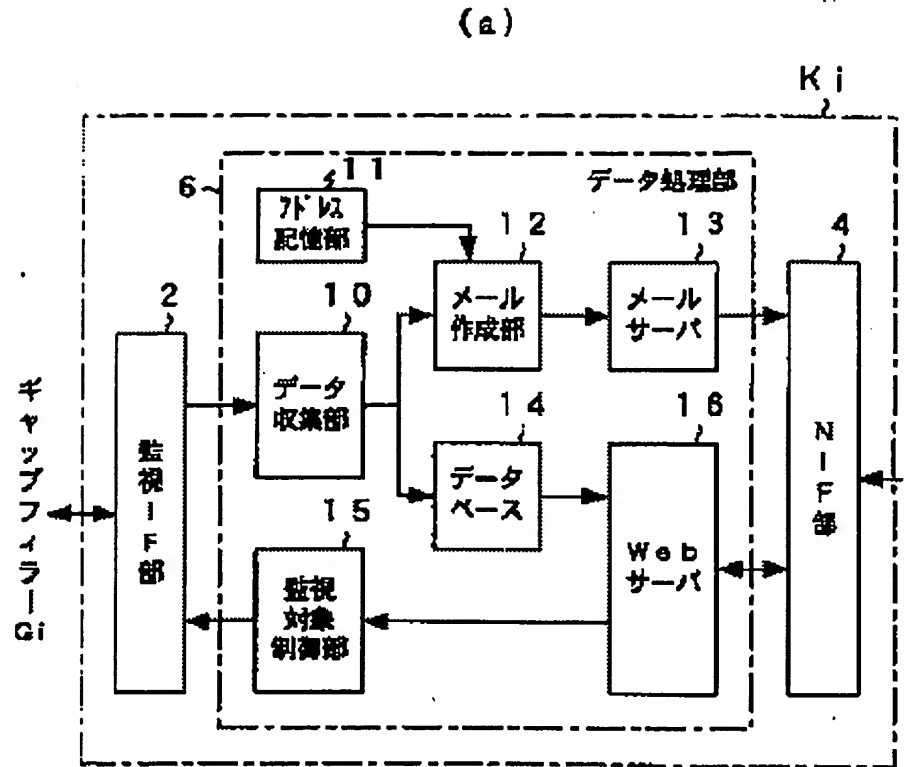 (a)
Ki
データ処理部
6
11
アドレス
記憶部
12
メール
作成部
13
メール
サーバ
4
NIF部
2
監視IF部
10
データ
収集部
14
データ
ベース
16
Web
サーバ
15
監視
対象
制御部
ギャップフィラーGi